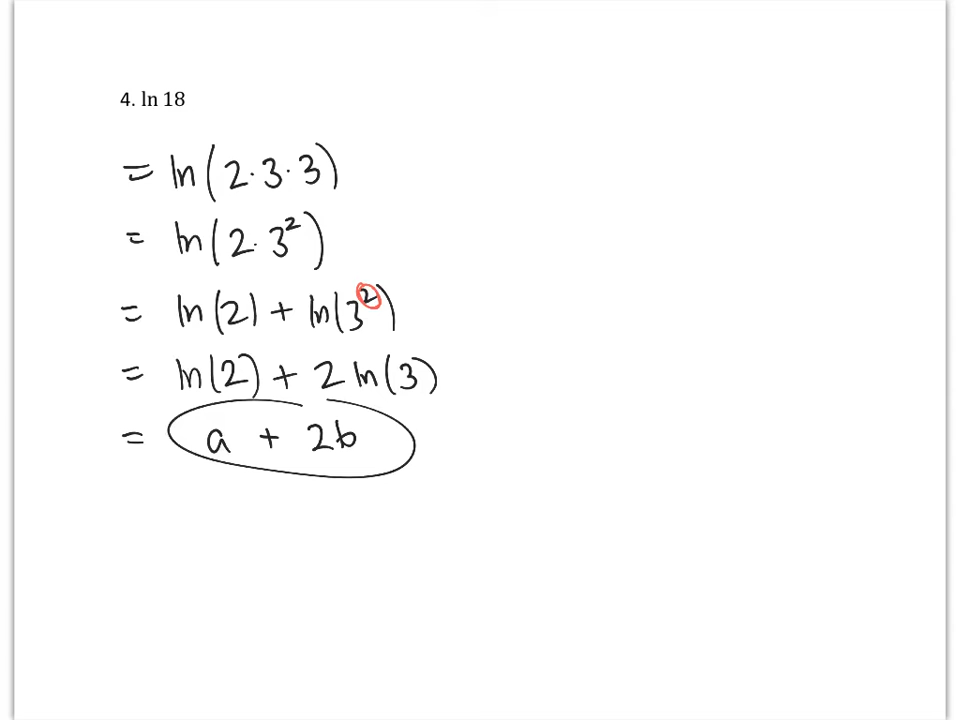 4. ln 18
= ln(2·3·3)
= ln(2·3²)
= ln(2) + ln(3²)
= ln(2) + 2 ln(3)
= a + 2b